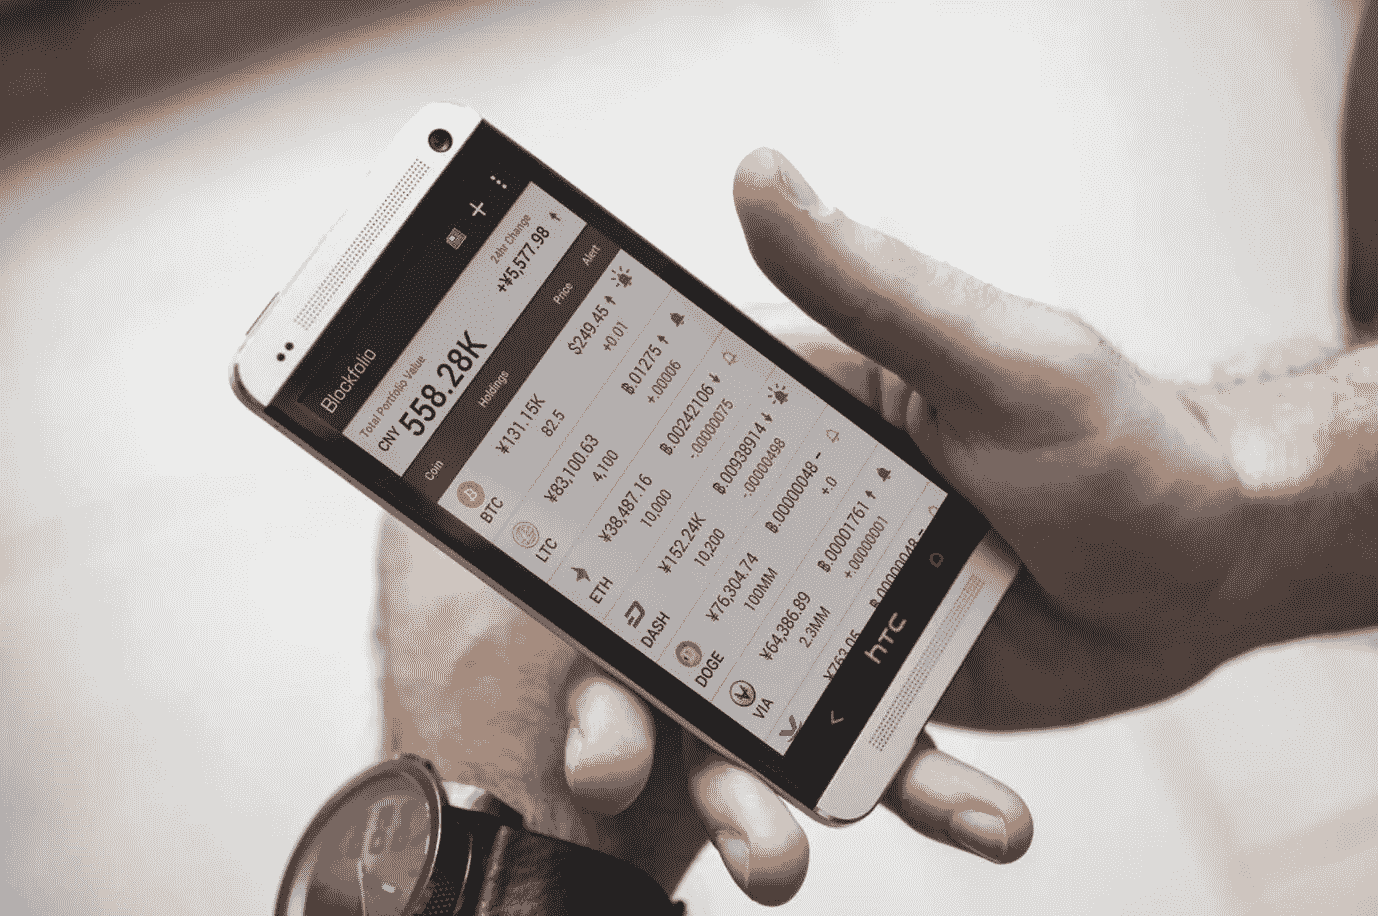 Blockfolio
Total Portfolio Value
24hr Change
CNY 558.28K
+¥5,577.98
Coin Holdings Price Alert
BTC ¥131.15K $249.45
82.5 +0.01
LTC ¥83,100.63 ฿.01275
4,100 +.00006
ETH ¥38,487.16 ฿.00242106
10,000 -.00000075
DASH ¥152.24K ฿.00938914
10,200 -.00000498
DOGE ¥76,304.74 ฿.00000048
100MM +.0
VIA ¥64,386.89 ฿.00001761
2.3MM +.00000001
฿.00000048
hTC